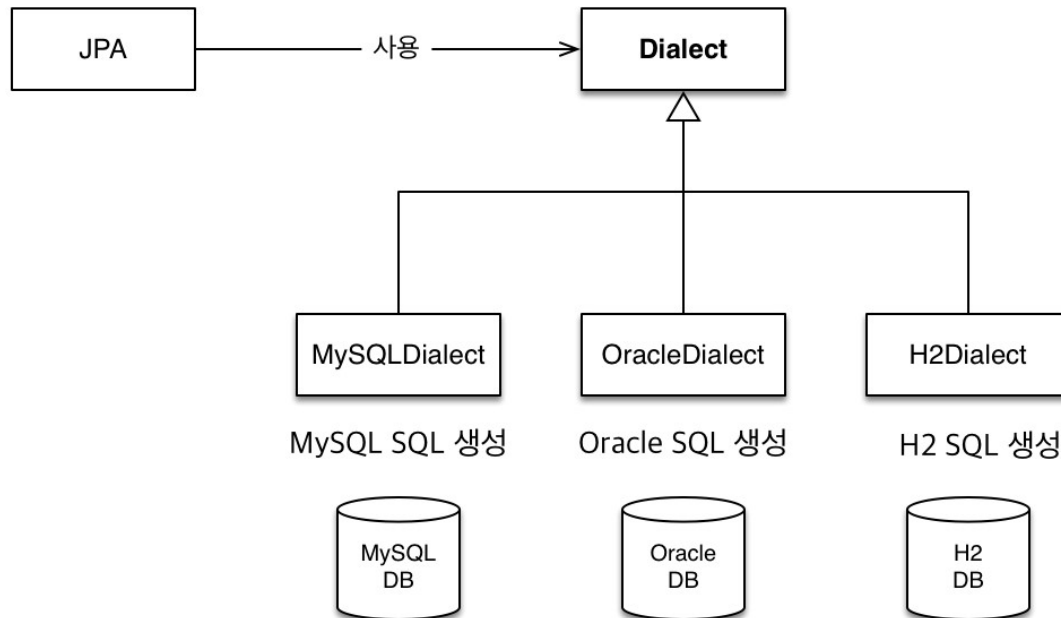 JPA
사용
Dialect
MySQLDialect
OracleDialect
H2Dialect
MySQL SQL 생성
Oracle SQL 생성
H2 SQL 생성
MySQL
DB
Oracle
DB
H2
DB